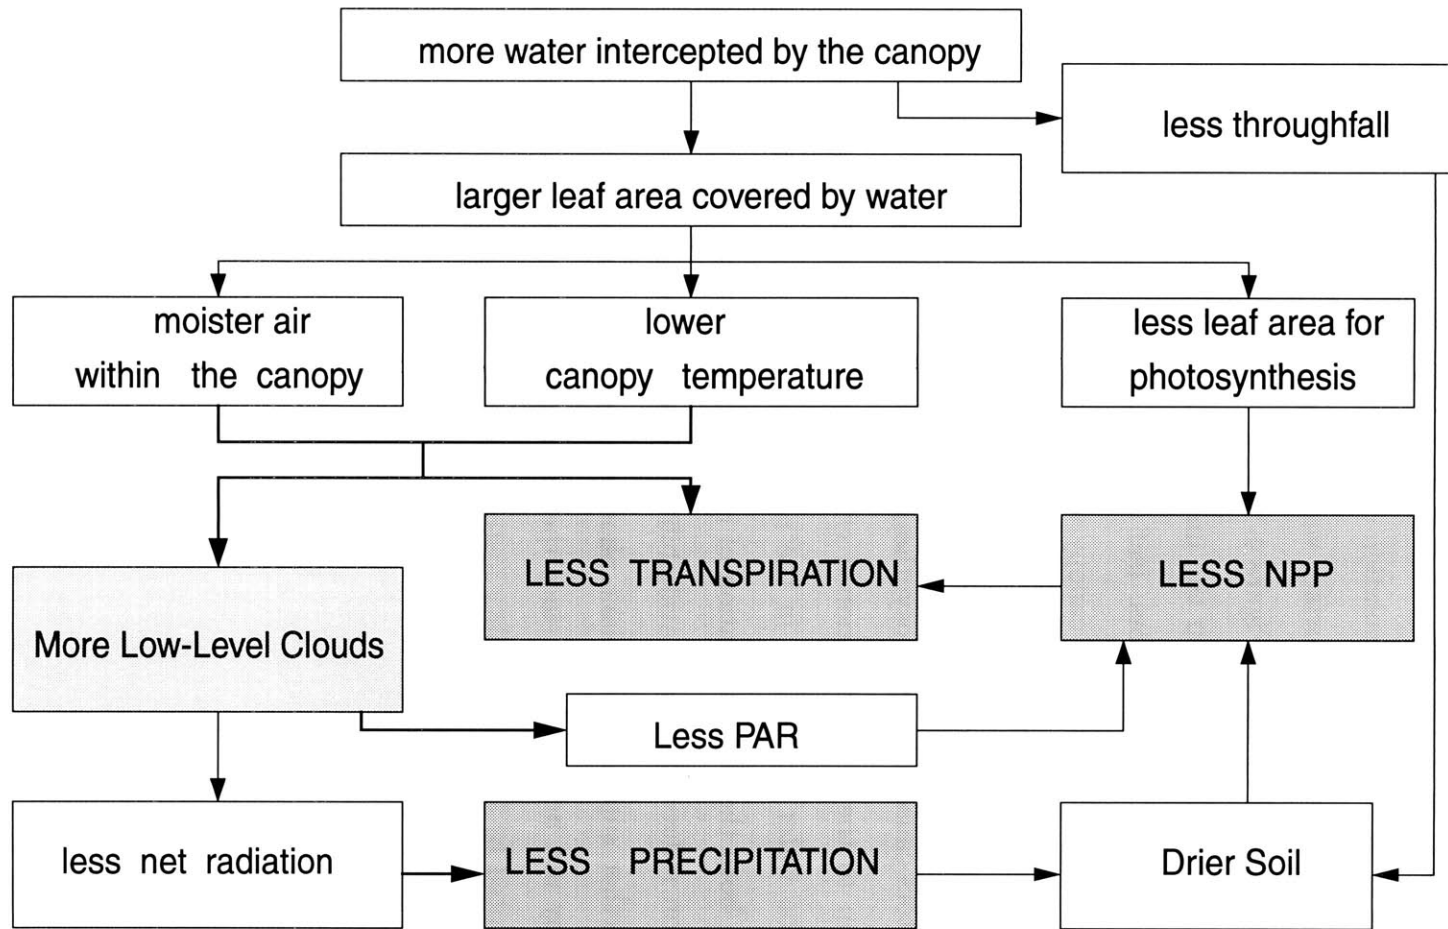 more water intercepted by the canopy
less throughfall
larger leaf area covered by water
moister air
within the canopy
lower
canopy temperature
less leaf area for
photosynthesis
LESS TRANSPIRATION
LESS NPP
More Low-Level Clouds
Less PAR
less net radiation
LESS PRECIPITATION
Drier Soil